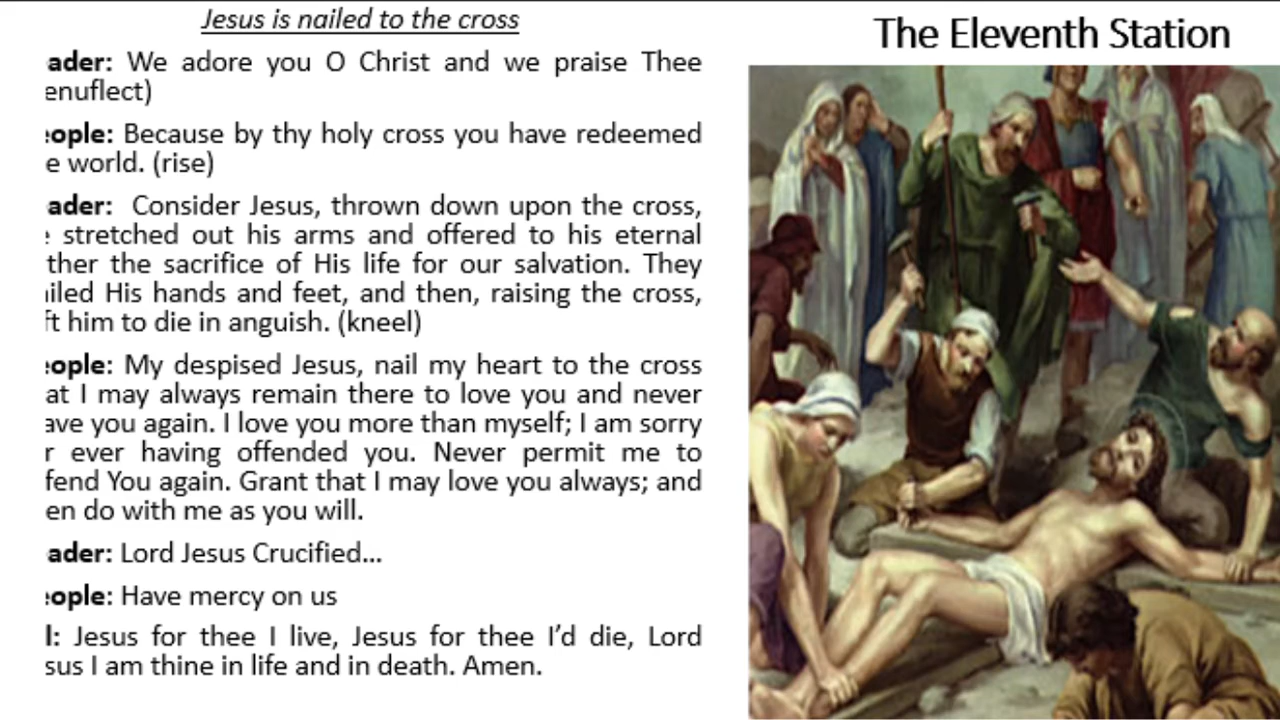 Jesus is nailed to the cross
The Eleventh Station
ader: We adore you O Christ and we praise Thee
enuflect)
eople: Because by thy holy cross you have redeemed
e world. (rise)
ader: Consider Jesus, thrown down upon the cross,
e stretched out his arms and offered to his eternal
ther the sacrifice of His life for our salvation. They
ailed His hands and feet, and then, raising the cross,
ft him to die in anguish. (kneel)
eople: My despised Jesus, nail my heart to the cross
at I may always remain there to love you and never
ave you again. I love you more than myself; I am sorry
r ever having offended you. Never permit me to
fend You again. Grant that I may love you always; and
en do with me as you will.
ader: Lord Jesus Crucified...
eople: Have mercy on us
l: Jesus for thee I live, Jesus for thee I'd die, Lord
sus I am thine in life and in death. Amen.